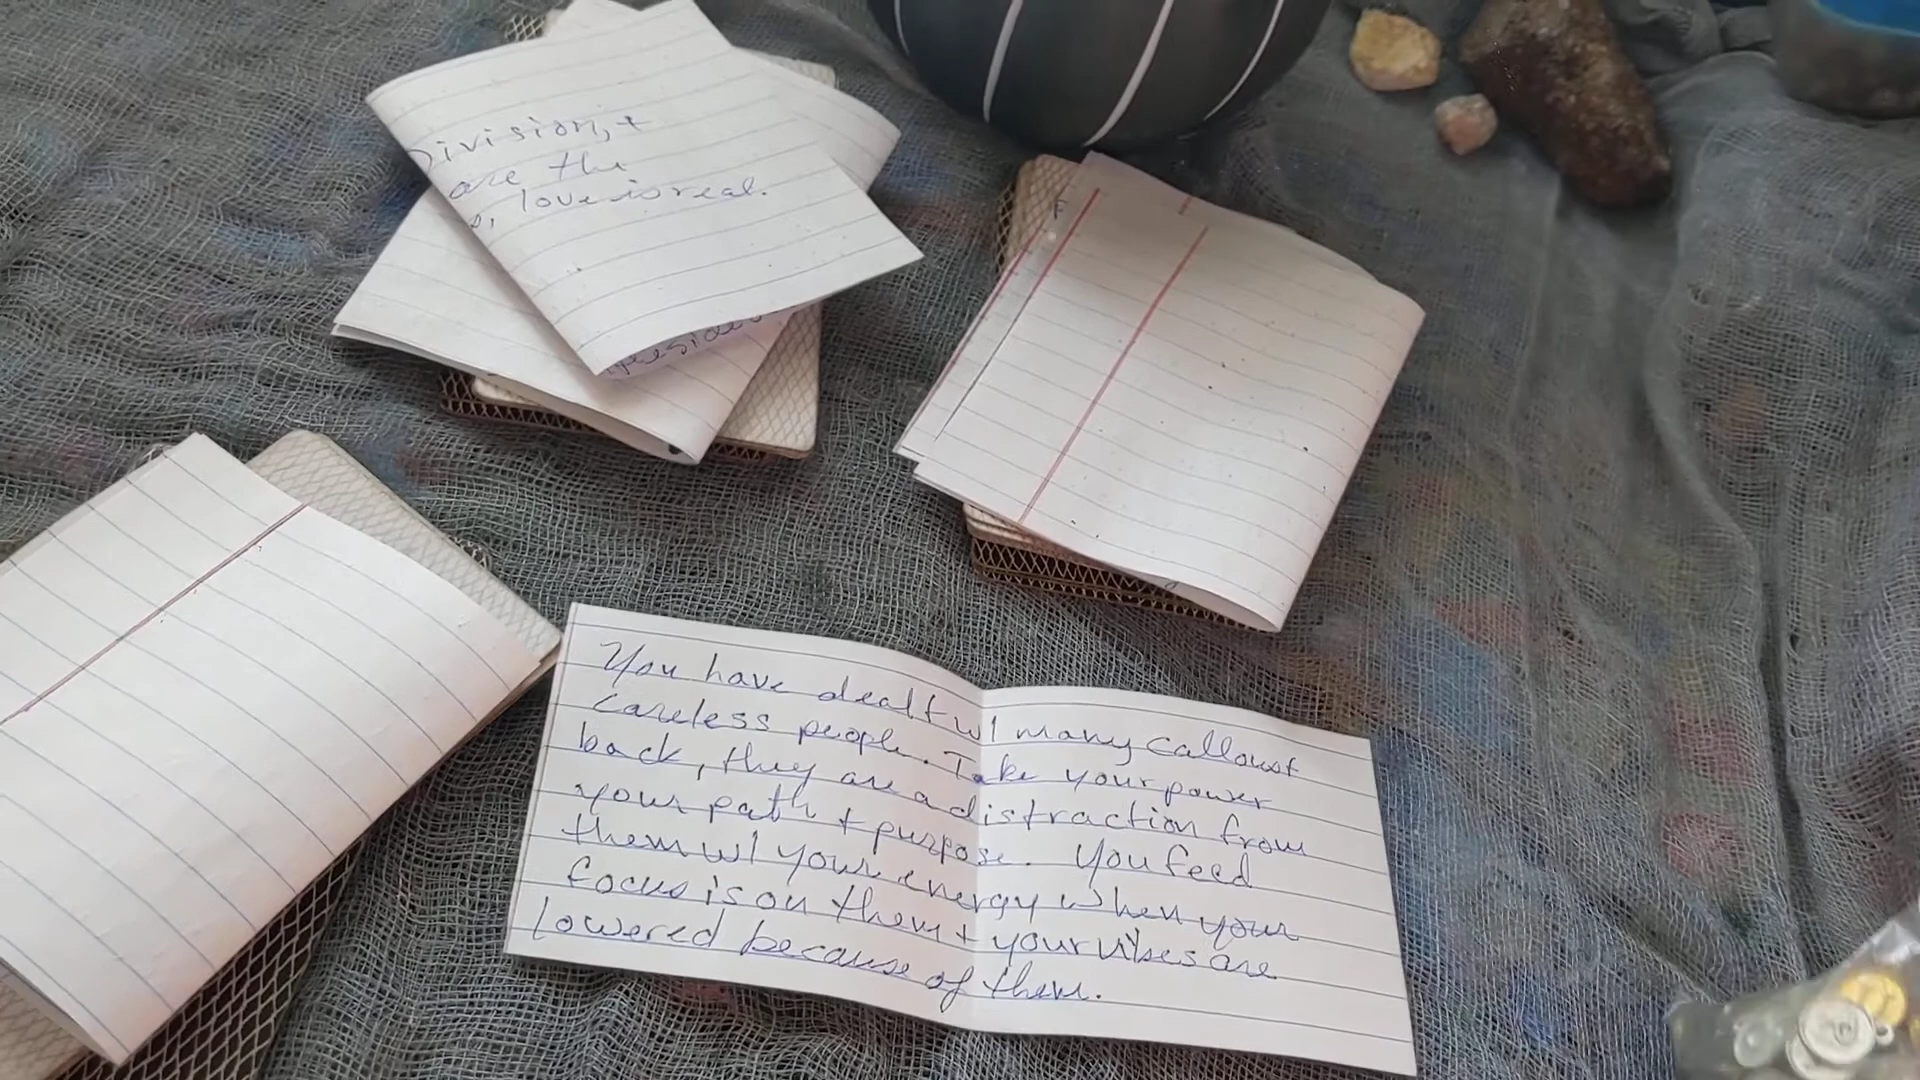 Division, +
are the
s, love is real.
You have dealt w/ many callous +
careless people. Take your power
back, they are a distraction from
your path + purpose. You feed
them w/ your energy when your
focus is on them + your vibes are
lowered because of them.